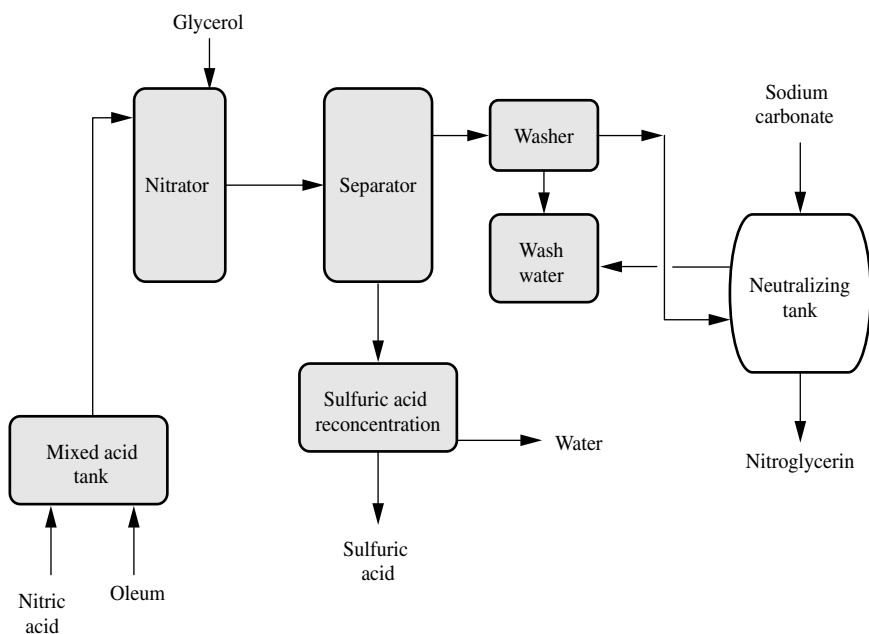 Glycerol
Nitrator
Separator
Washer
Wash
water
Sodium
carbonate
Neutralizing
tank
Nitroglycerin
Sulfuric acid
reconcentration
Water
Sulfuric
acid
Mixed acid
tank
Nitric
acid
Oleum